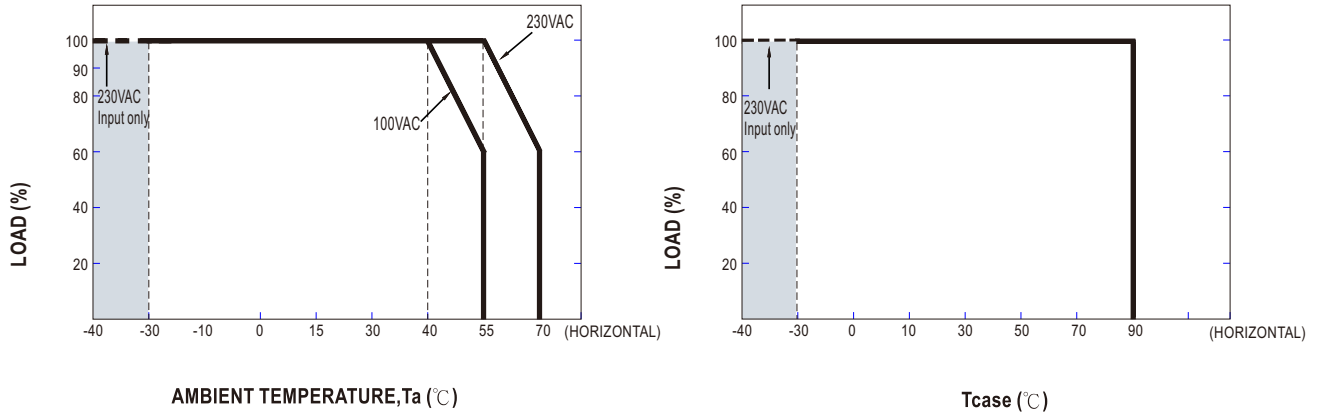 230VAC
100
90
80
60
40
20
230VAC
Input only
100VAC
LOAD (%)
-40 -30 -10 0 15 30 40 55 70 (HORIZONTAL)
AMBIENT TEMPERATURE,Ta (℃)
100
80
60
40
20
230VAC
Input only
LOAD (%)
-40 -30 0 10 30 50 70 90 (HORIZONTAL)
Tcase (℃)